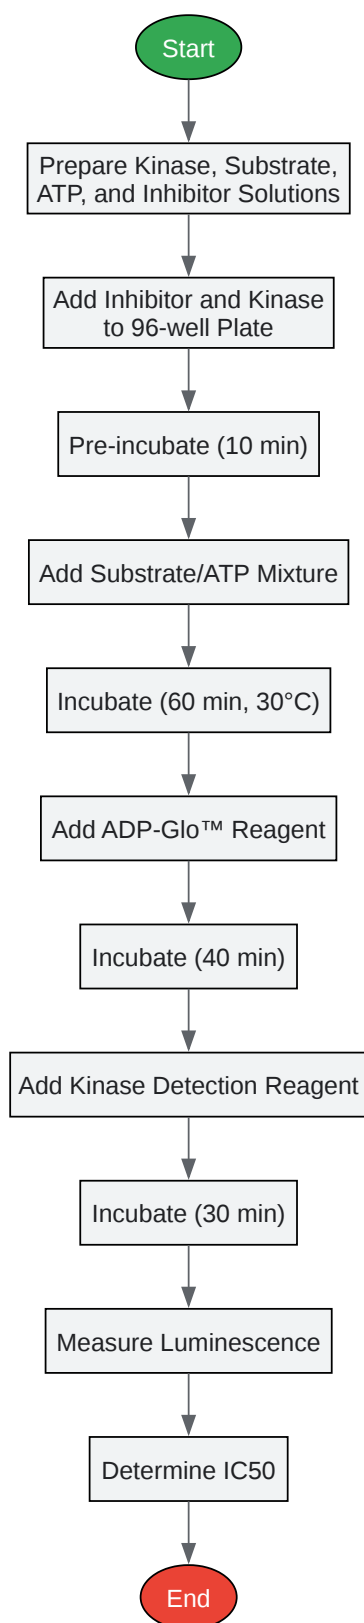 Start
Prepare Kinase, Substrate,
ATP, and Inhibitor Solutions
Add Inhibitor and Kinase
to 96-well Plate
Pre-incubate (10 min)
Add Substrate/ATP Mixture
Incubate (60 min, 30°C)
Add ADP-Glo™ Reagent
Incubate (40 min)
Add Kinase Detection Reagent
Incubate (30 min)
Measure Luminescence
Determine IC50
End